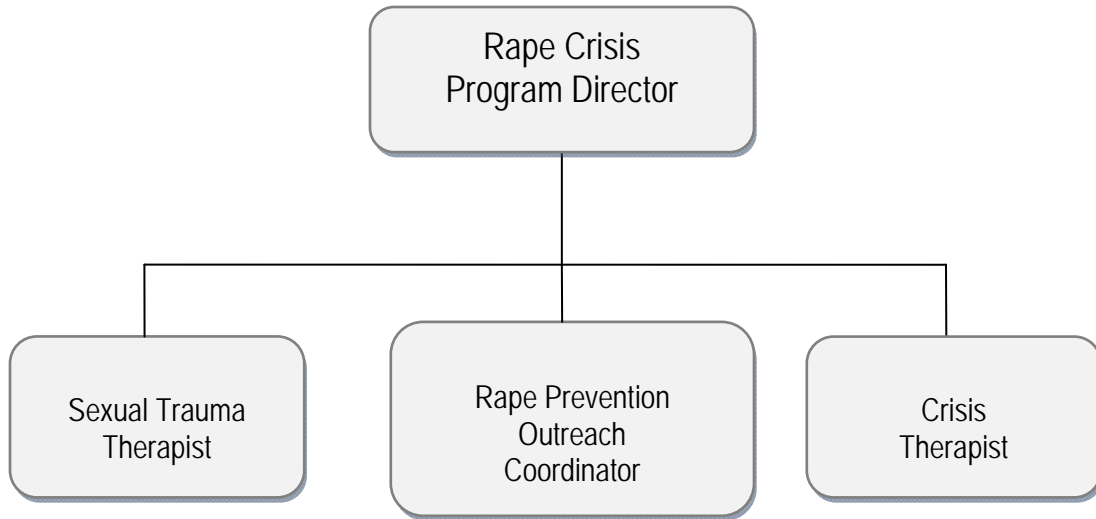 Rape Crisis
Program Director
Sexual Trauma
Therapist
Rape Prevention
Outreach
Coordinator
Crisis
Therapist